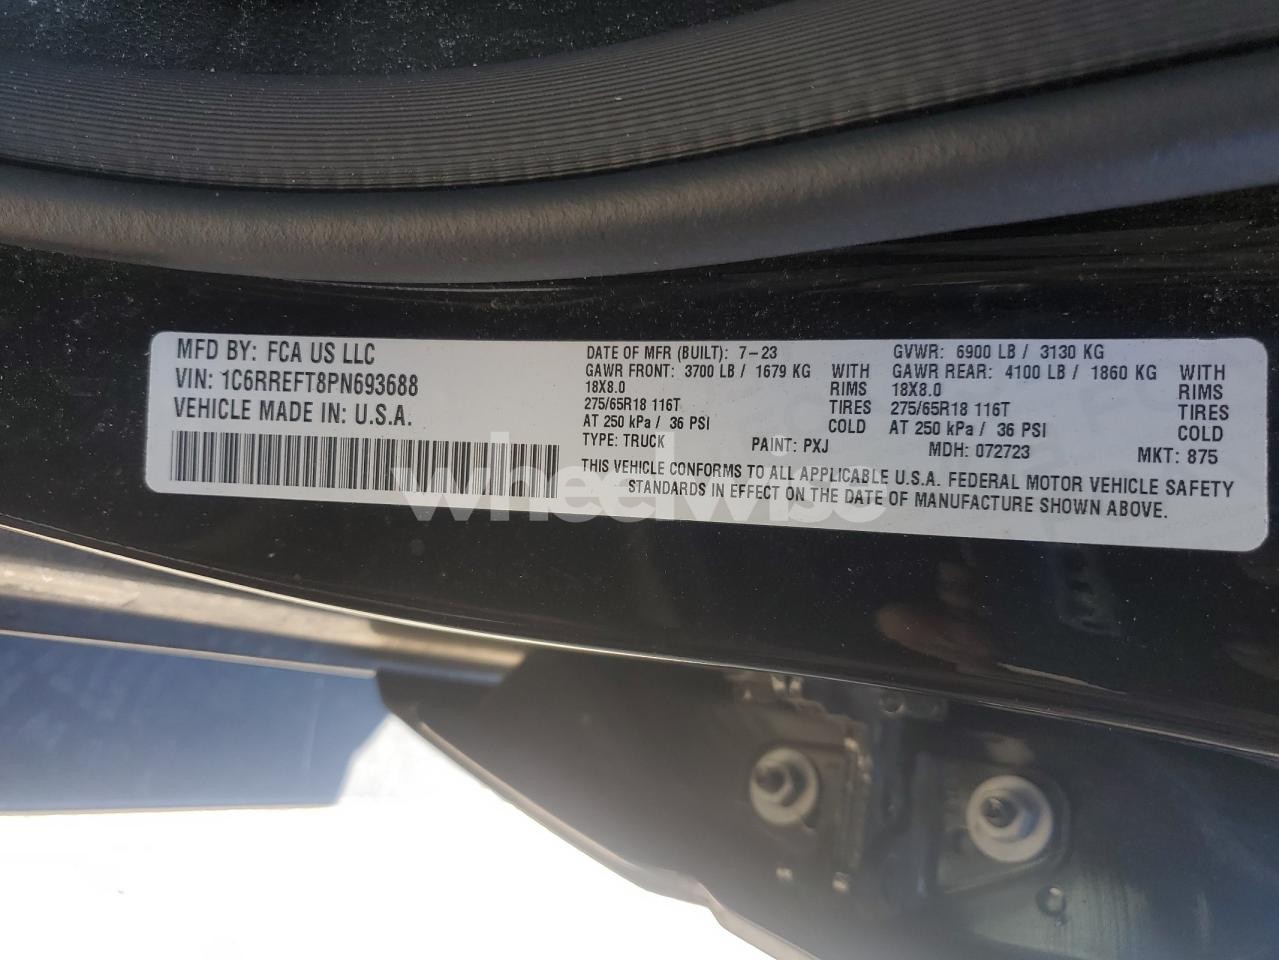 MFD BY: FCA US LLC
VIN: 1C6RREFT8PN693688
VEHICLE MADE IN: U.S.A.
DATE OF MFR (BUILT): 7-23 GVWR: 6900 LB / 3130 KG
GAWR FRONT: 3700 LB / 1679 KG WITH GAWR REAR: 4100 LB / 1860 KG WITH
18X8.0 RIMS 18X8.0 RIMS
275/65R18 116T TIRES 275/65R18 116T TIRES
AT 250 kPa / 36 PSI COLD AT 250 kPa / 36 PSI COLD
TYPE: TRUCK PAINT: PXJ MDH: 072723 MKT: 875
THIS VEHICLE CONFORMS TO ALL APPLICABLE U.S.A. FEDERAL MOTOR VEHICLE SAFETY
STANDARDS IN EFFECT ON THE DATE OF MANUFACTURE SHOWN ABOVE.
wheelwise